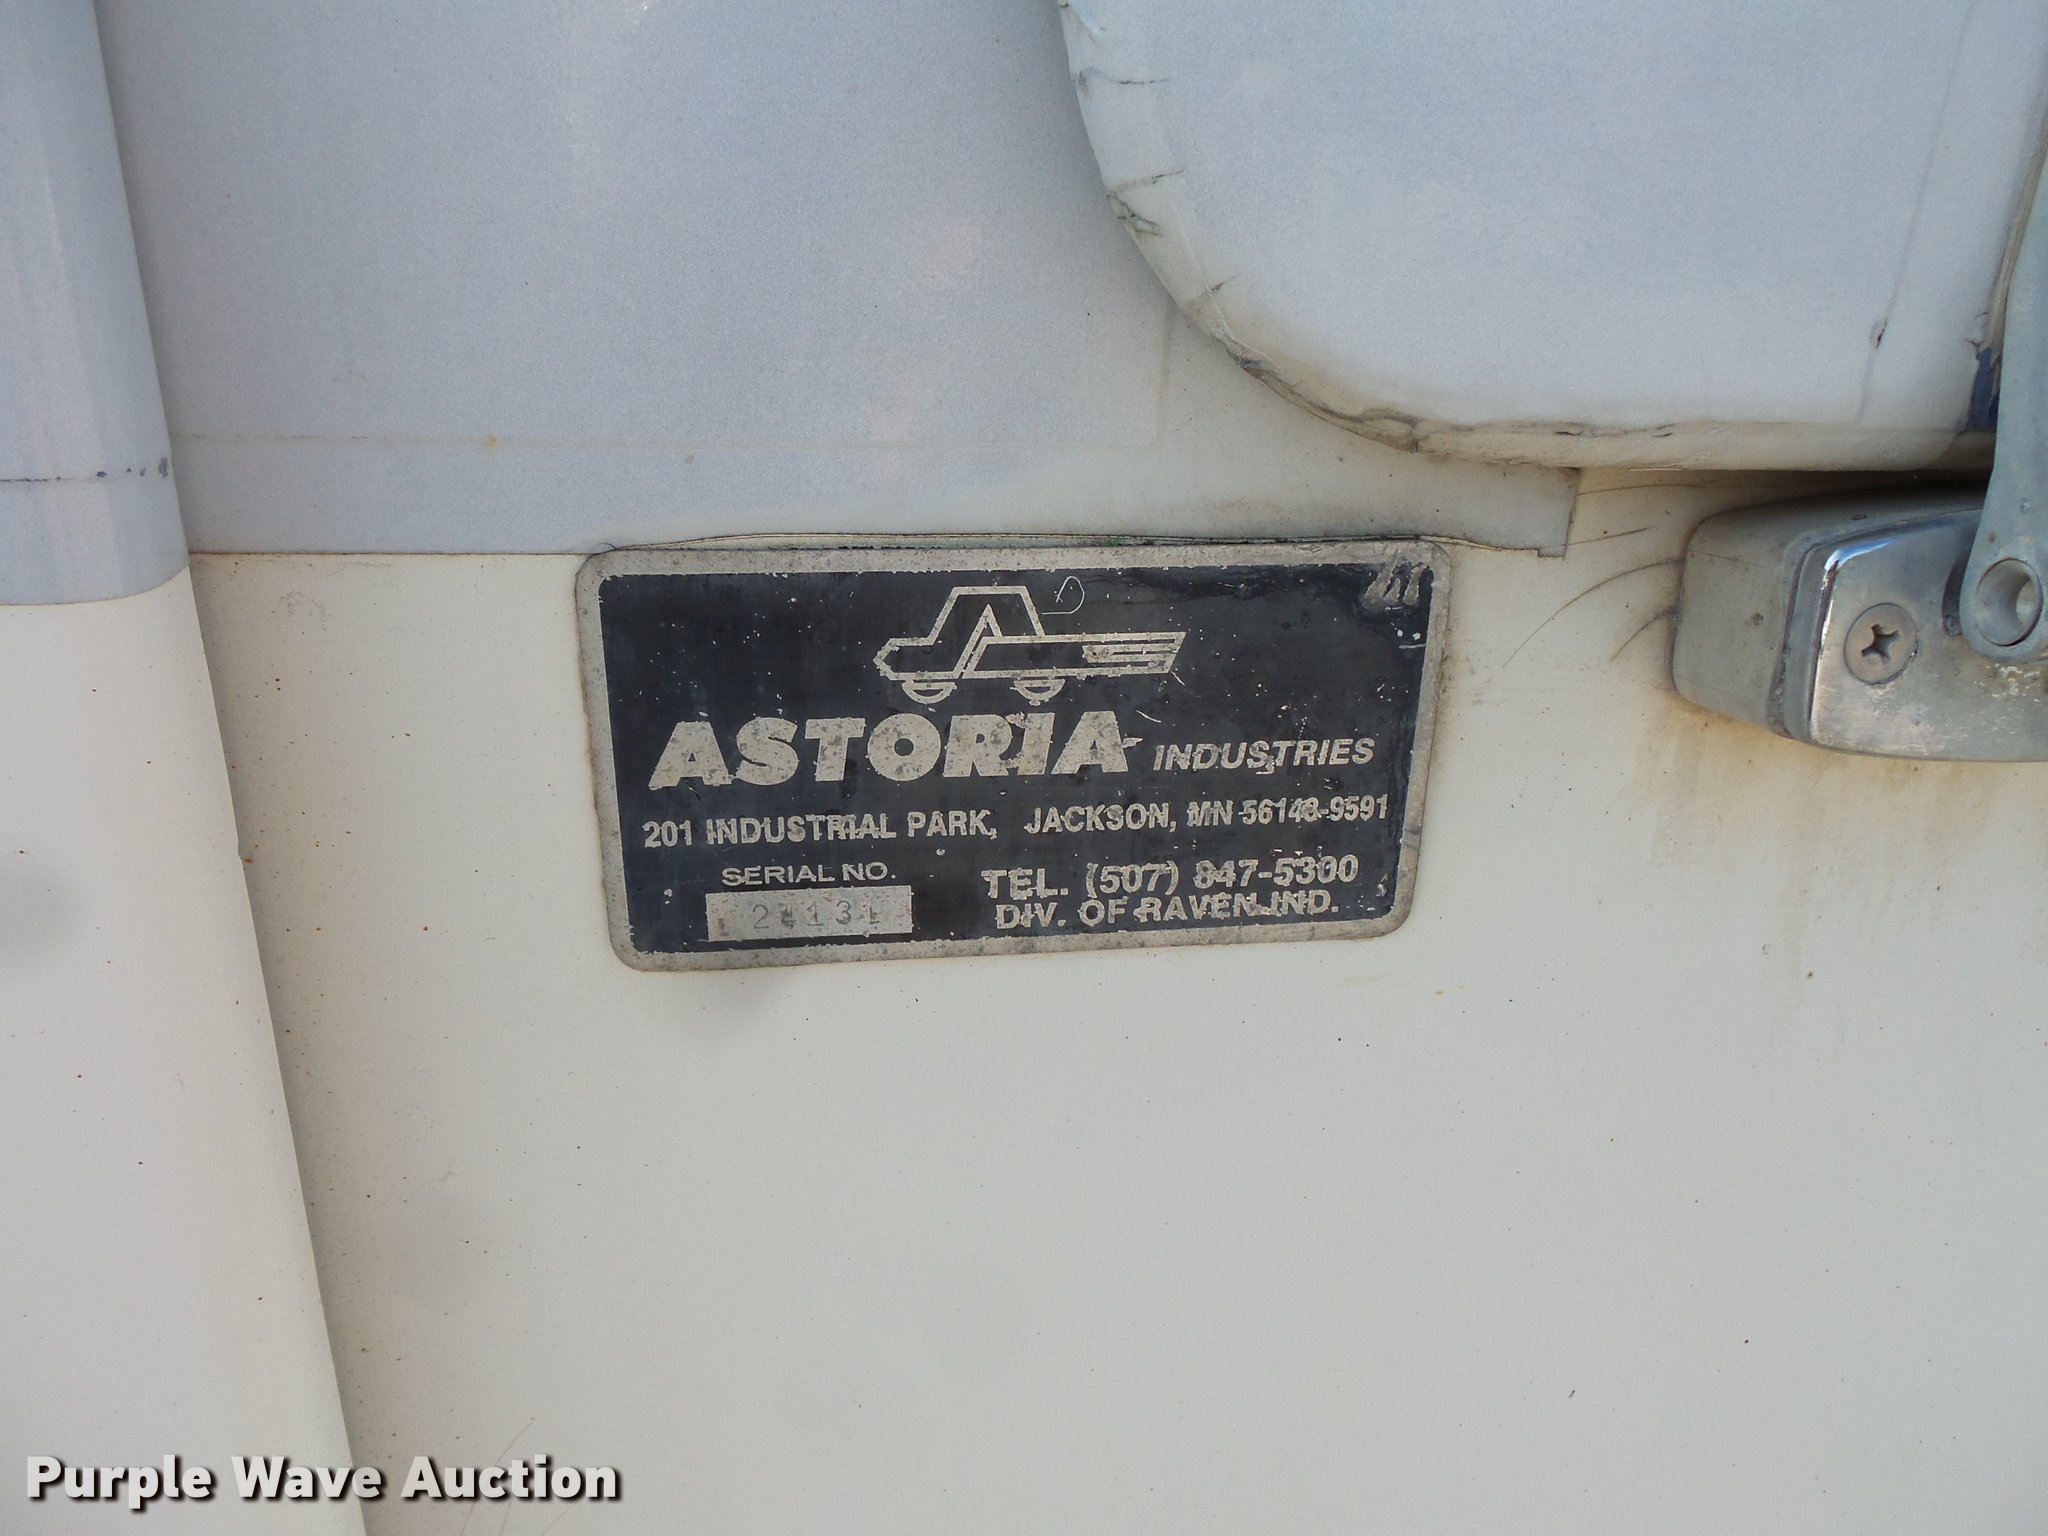 ASTORIA INDUSTRIES
201 INDUSTRIAL PARK, JACKSON, MN 56148-9591
SERIAL NO.
TEL. (507) 847-5300
DIV. OF RAVEN IND.
Purple Wave Auction